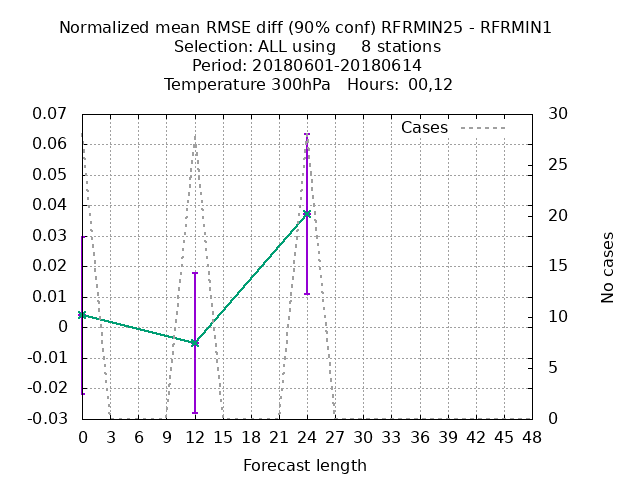 Normalized mean RMSE diff (90% conf) RFRMIN25 - RFRMIN1
Selection: ALL using     8 stations
Period: 20180601-20180614
Temperature 300hPa   Hours: 00,12
0.07
0.06
0.05
0.04
0.03
0.02
0.01
0
-0.01
-0.02
-0.03
Cases
30
25
20
15
10
5
0
No cases
0 3 6 9 12 15 18 21 24 27 30 33 36 39 42 45 48
Forecast length